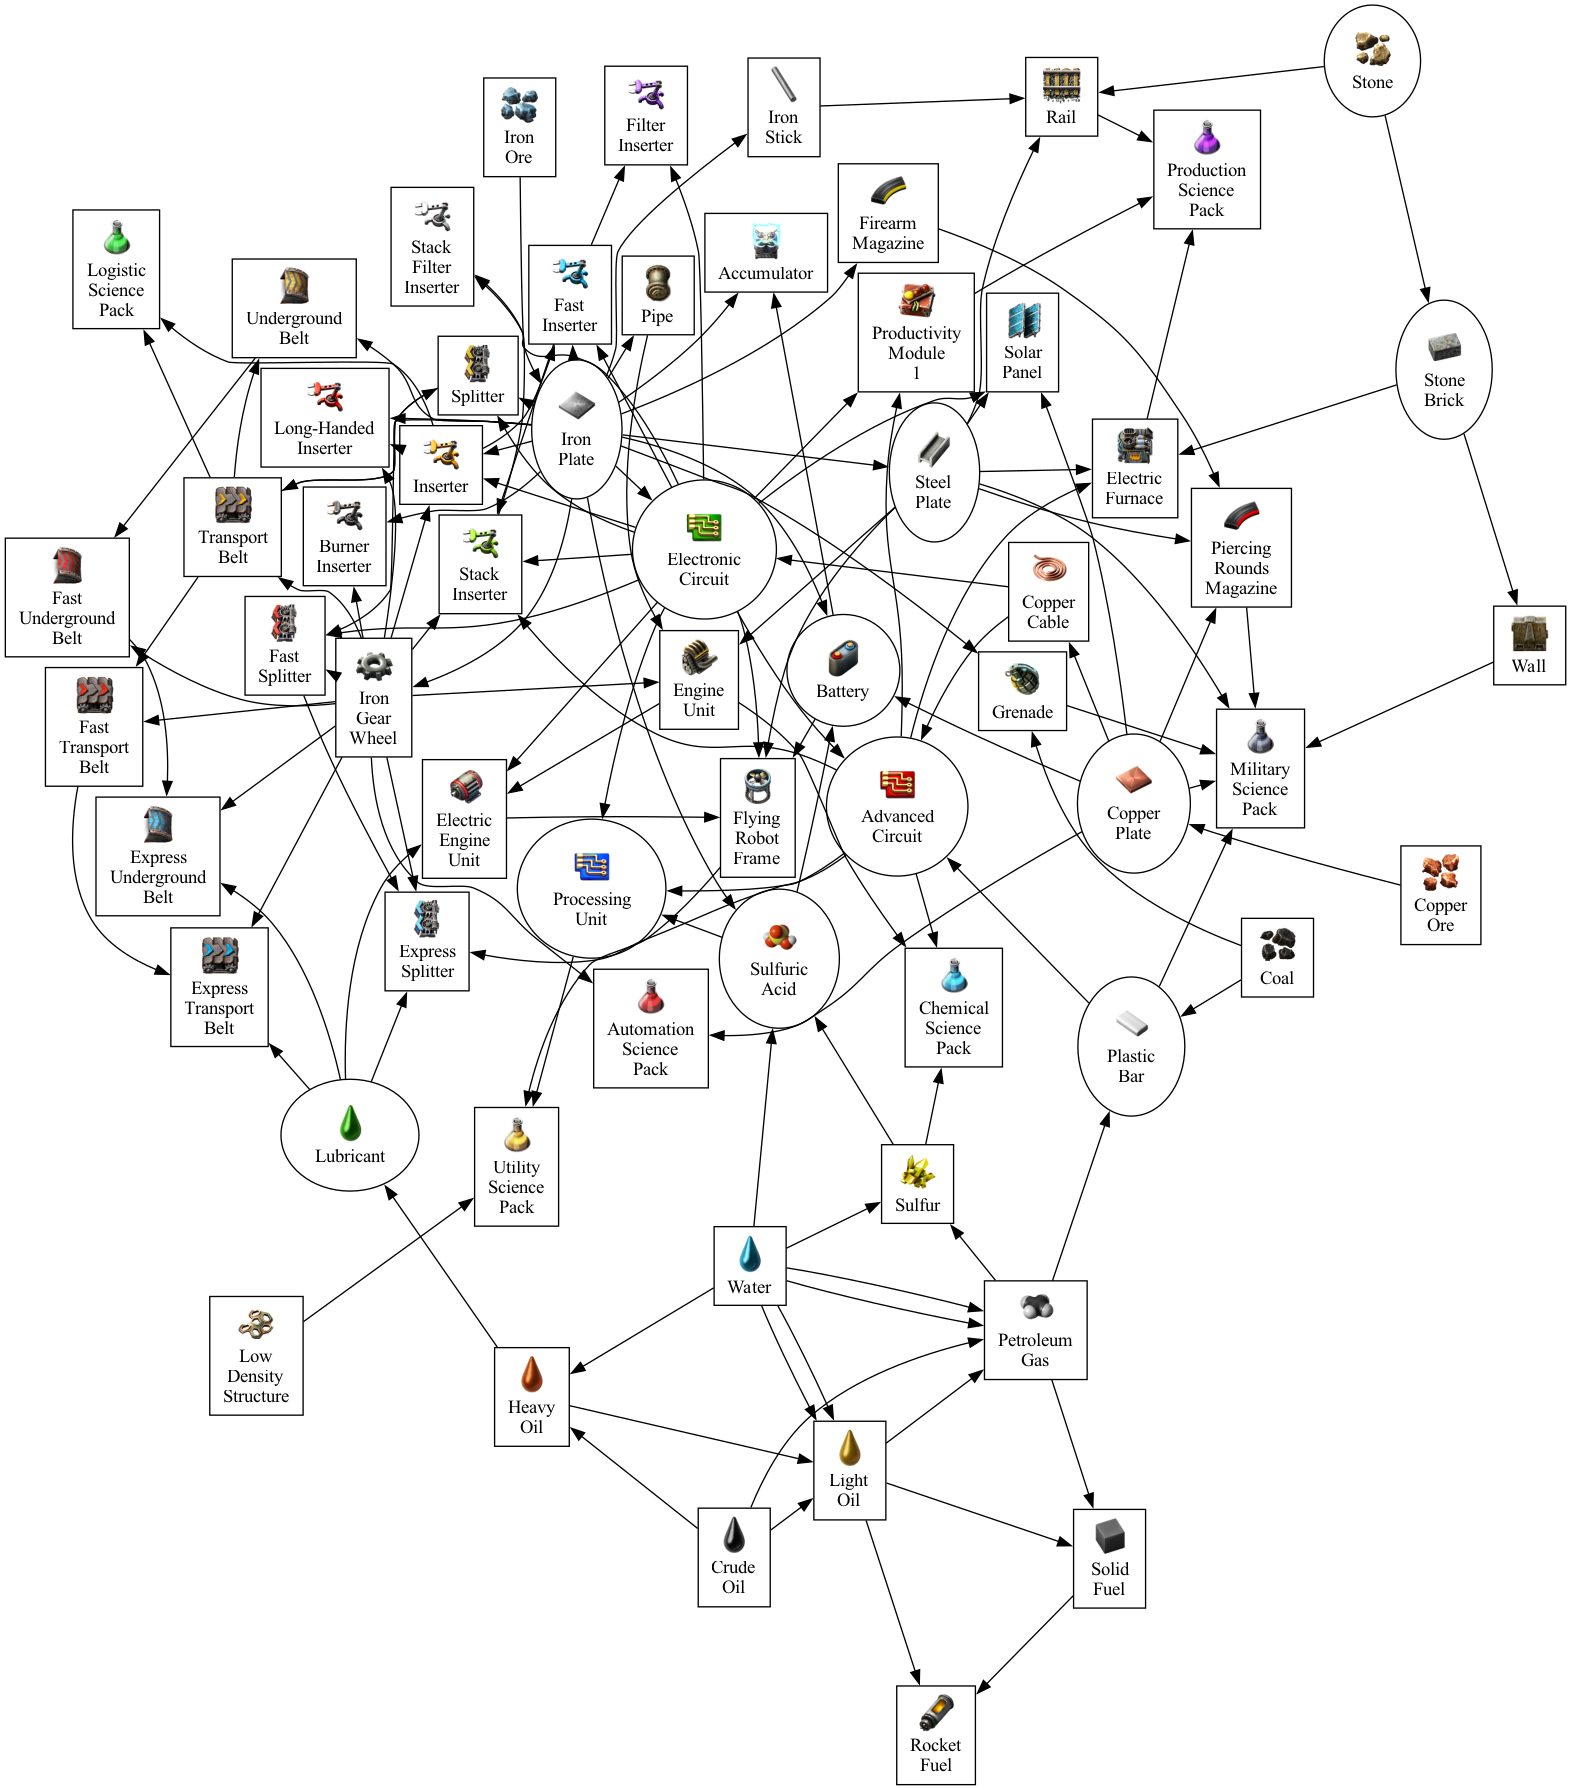 Stone
Iron
Ore
Filter
Inserter
Iron
Stick
Rail
Production
Science
Pack
Logistic
Science
Pack
Stack
Filter
Inserter
Underground
Belt
Fast
Inserter
Pipe
Accumulator
Firearm
Magazine
Productivity
Module
1
Solar
Panel
Stone
Brick
Splitter
Long-Handed
Inserter
Inserter
Iron
Plate
Steel
Plate
Electric
Furnace
Transport
Belt
Burner
Inserter
Stack
Inserter
Electronic
Circuit
Copper
Cable
Piercing
Rounds
Magazine
Fast
Underground
Belt
Fast
Splitter
Iron
Gear
Wheel
Engine
Unit
Battery
Grenade
Wall
Fast
Transport
Belt
Military
Science
Pack
Electric
Engine
Unit
Flying
Robot
Frame
Advanced
Circuit
Copper
Plate
Express
Underground
Belt
Processing
Unit
Copper
Ore
Express
Splitter
Sulfuric
Acid
Coal
Express
Transport
Belt
Automation
Science
Pack
Chemical
Science
Pack
Plastic
Bar
Lubricant
Utility
Science
Pack
Sulfur
Water
Low
Density
Structure
Petroleum
Gas
Heavy
Oil
Light
Oil
Crude
Oil
Solid
Fuel
Rocket
Fuel